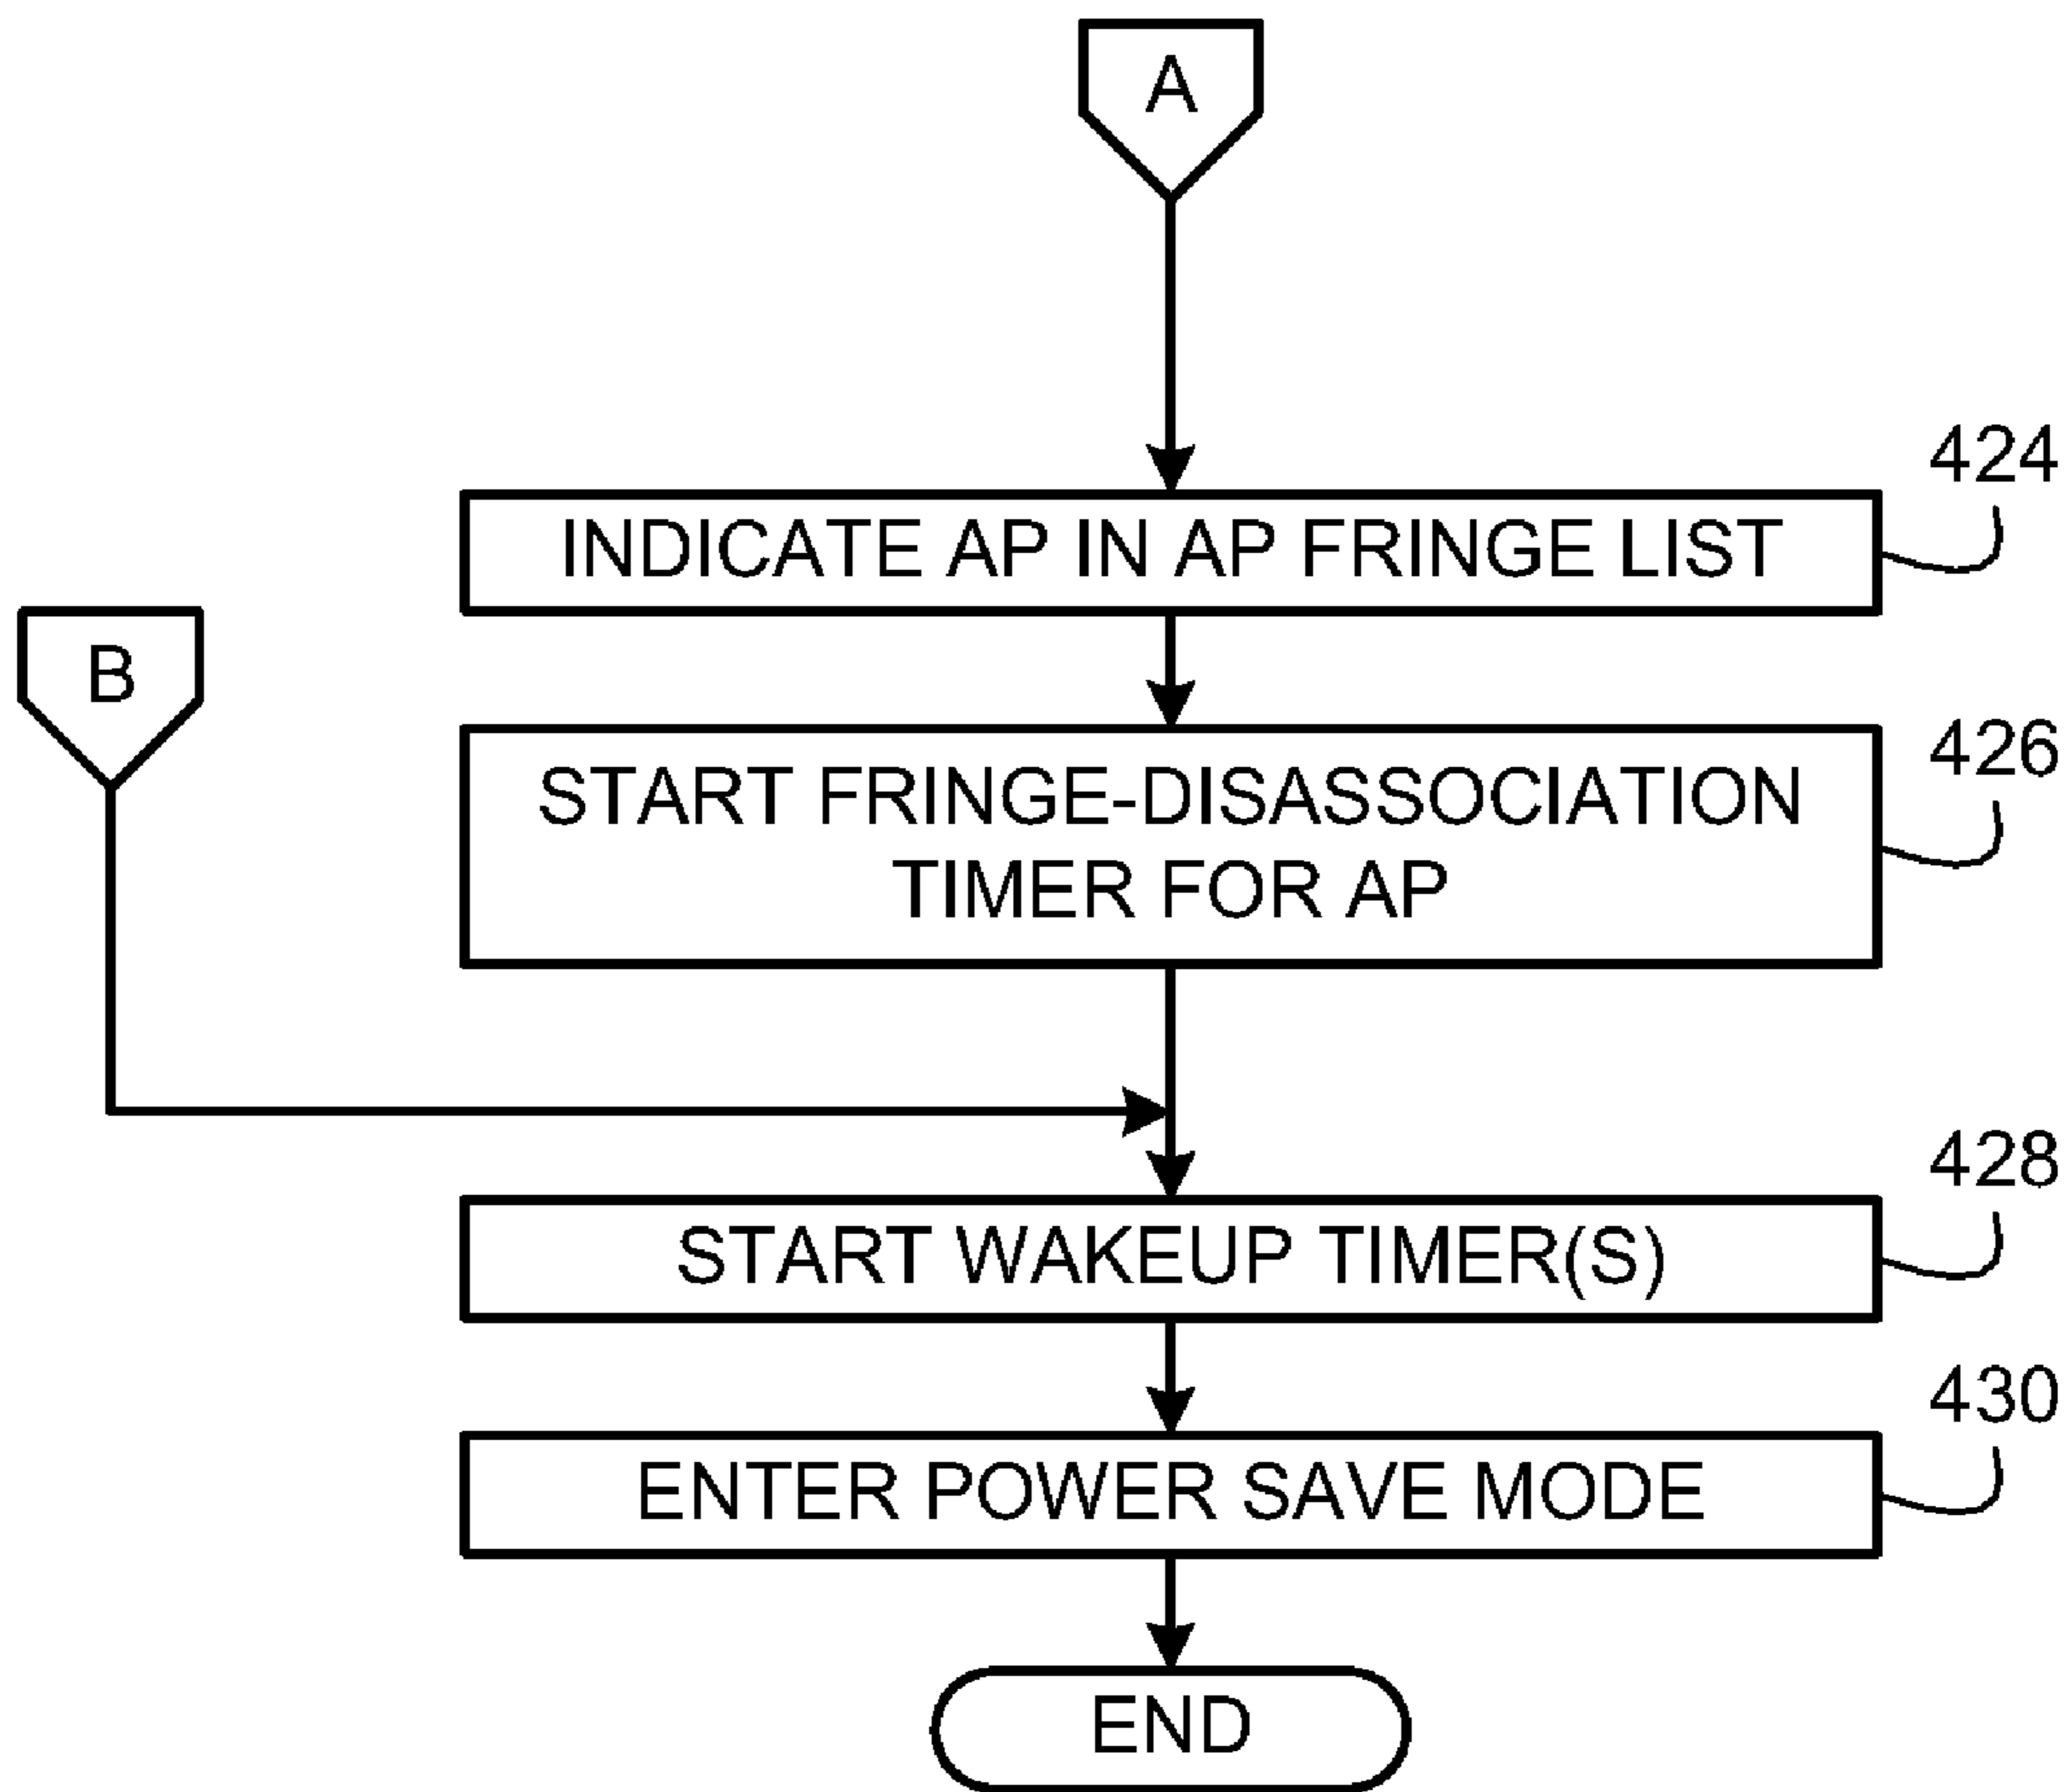 A
424
INDICATE AP IN AP FRINGE LIST
B
426
START FRINGE-DISASSOCIATION
TIMER FOR AP
428
START WAKEUP TIMER(S)
430
ENTER POWER SAVE MODE
END